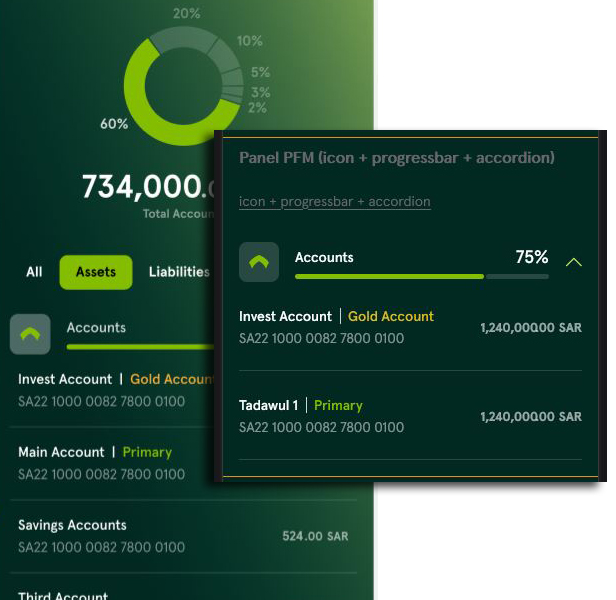 20%
10%
5%
3%
2%
60%
734,000.
Total Accoun
All Assets Liabilities
Accounts
Invest Account | Gold Account
SA22 1000 0082 7800 0100
Main Account | Primary
SA22 1000 0082 7800 0100
Savings Accounts
SA22 1000 0082 7800 0100
524.00 SAR
Third Account
Panel PFM (icon + progressbar + accordion)
icon + progressbar + accordion
Accounts 75%
Invest Account | Gold Account
SA22 1000 0082 7800 0100
1,240,000.00 SAR
Tadawul 1 | Primary
SA22 1000 0082 7800 0100
1,240,000.00 SAR